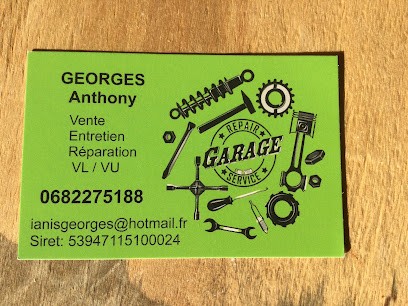 GEORGES
Anthony
Vente
Entretien
Réparation
VL / VU
0682275188
ianisgeorges@hotmail.fr
Siret: 53947115100024
REPAIR
GARAGE
SERVICE